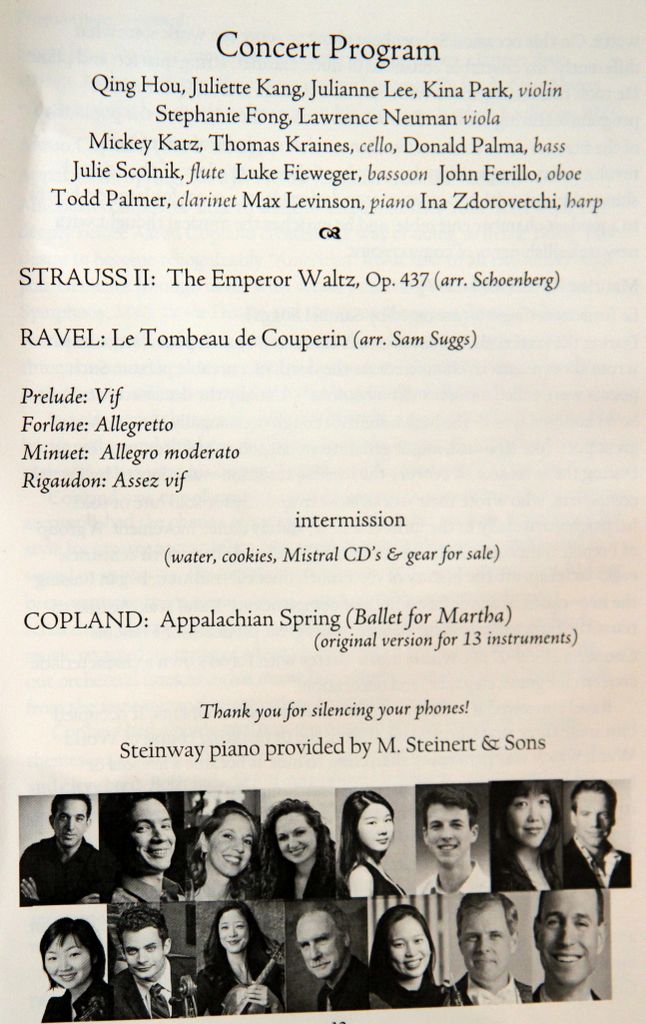 Concert Program
Qing Hou, Juliette Kang, Julianne Lee, Kina Park, violin
Stephanie Fong, Lawrence Neuman viola
Mickey Katz, Thomas Kraines, cello, Donald Palma, bass
Julie Scolnik, flute Luke Fieweger, bassoon John Ferillo, oboe
Todd Palmer, clarinet Max Levinson, piano Ina Zdorovetchi, harp
STRAUSS II: The Emperor Waltz, Op. 437 (arr. Schoenberg)
RAVEL: Le Tombeau de Couperin (arr. Sam Suggs)
Prelude: Vif
Forlane: Allegretto
Minuet: Allegro moderato
Rigaudon: Assez vif
intermission
(water, cookies, Mistral CD's & gear for sale)
COPLAND: Appalachian Spring (Ballet for Martha)
(original version for 13 instruments)
Thank you for silencing your phones!
Steinway piano provided by M. Steinert & Sons